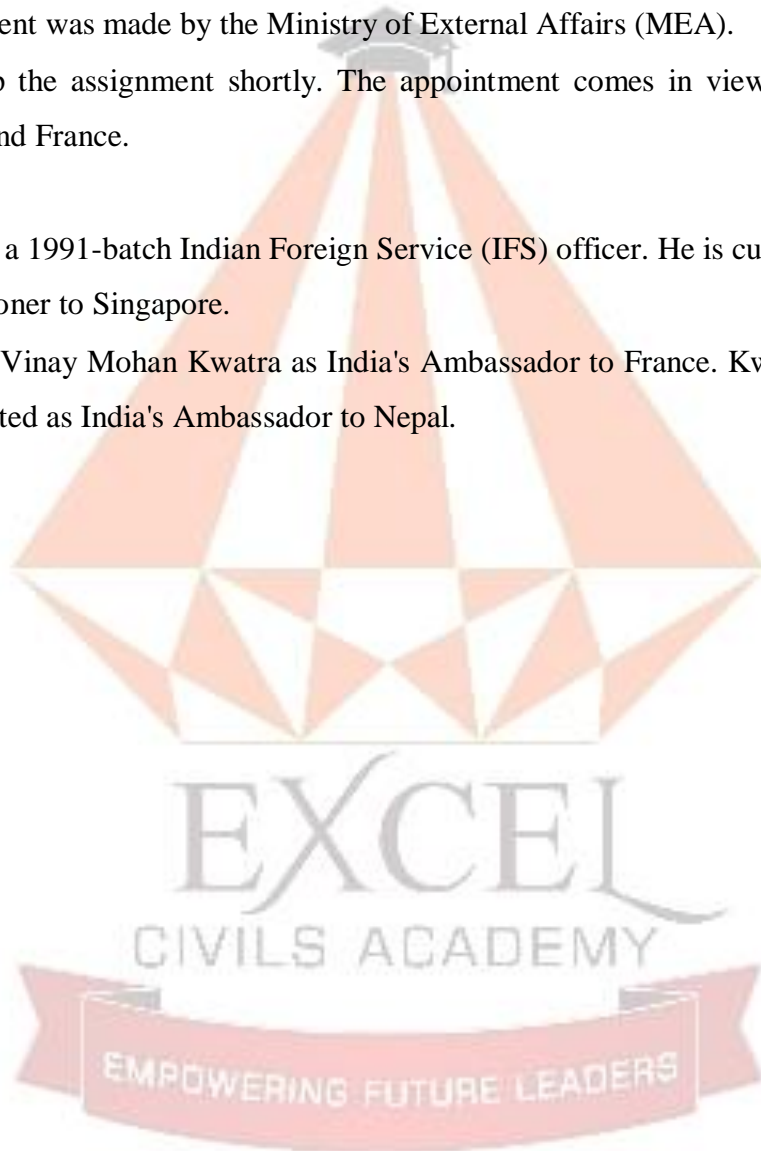 ent was made by the Ministry of External Affairs (MEA).
the assignment shortly. The appointment comes in view
nd France.
a 1991-batch Indian Foreign Service (IFS) officer. He is cu
oner to Singapore.
Vinay Mohan Kwatra as India's Ambassador to France. Kw
ted as India's Ambassador to Nepal.
EXCEL
CIVILS ACADEMY
EMPOWERING FUTURE LEADERS